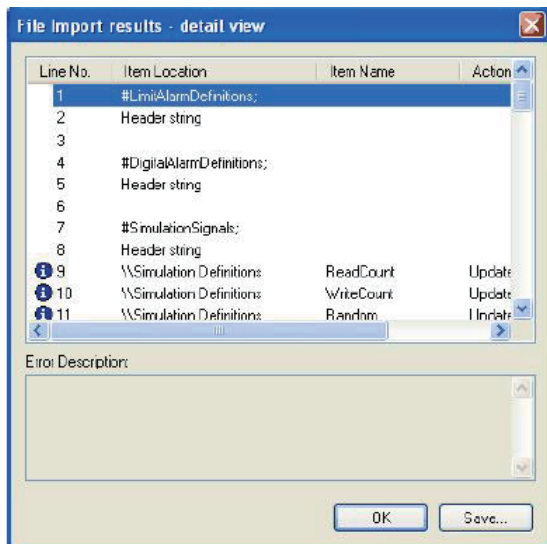 File Import results - detail view
Line No. Item Location Item Name Action
1 #LimitAlarmDefinitions;
2 Header string
3
4 #DigitalAlarmDefinitions;
5 Header string
6
7 #SimulationSignals;
8 Header string
9 \\Simulation Definitions ReadCount Update
10 \\Simulation Definitions WriteCount Update
11 \\Simulation Definitions Random Update
Error Description:
OK Save...